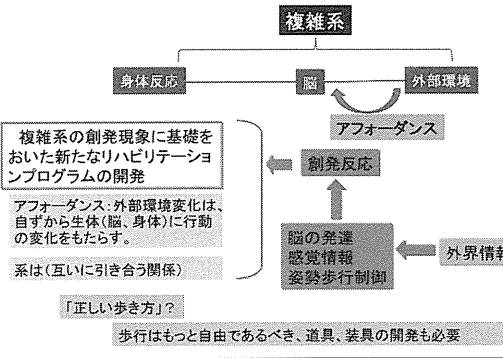 複雑系
身体反応
脳
外部環境
アフォーダンス
複雑系の創発現象に基礎を
おいた新たなリハビリテーショ
ンプログラムの開発
創発反応
アフォーダンス:外部環境変化は、
自ずから生体(脳、身体)に行動
の変化をもたらす。
系は(互いに引き合う関係)
脳の発達
感覚情報
姿勢歩行制御
外界情報
「正しい歩き方」?
歩行はもっと自由であるべき、道具、装具の開発も必要